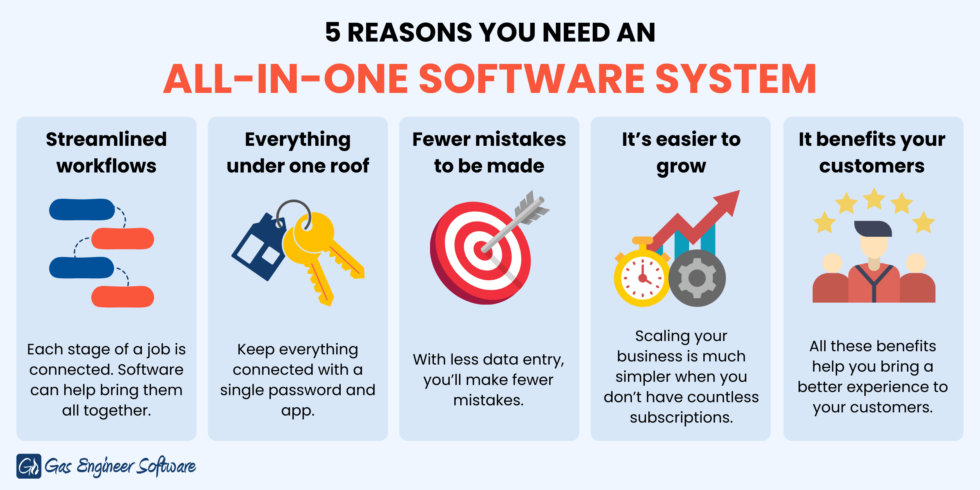 5 REASONS YOU NEED AN
ALL-IN-ONE SOFTWARE SYSTEM
Streamlined
workflows
Each stage of a job is
connected. Software
can help bring them
all together.
Everything
under one roof
Keep everything
connected with a
single password and
app.
Fewer mistakes
to be made
With less data entry,
you'll make fewer
mistakes.
It's easier to
grow
Scaling your
business is much
simpler when you
don't have countless
subscriptions.
It benefits your
customers
All these benefits
help you bring a
better experience to
your customers.
Gas Engineer Software